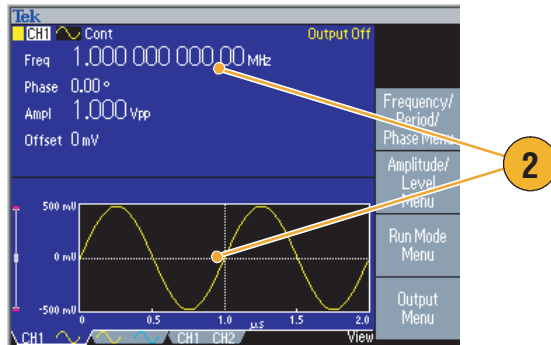 Tek
CH1 Cont Output Off
Freq 1.000 000 000 00 MHz
Phase 0.00 °
Ampl 1.000 Vpp
Offset 0 mV
Frequency/
Period/
Phase Menu
Amplitude/
Level
Menu
Run Mode
Menu
Output
Menu
2
500 mV
0 mV
-500 mV
0 0.5 1.0 1.5 2.0
µs
CH1 CH1 CH2 View